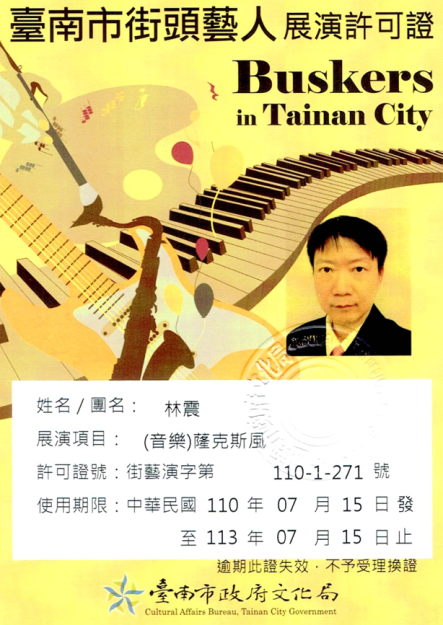 臺南市街頭藝人 展演許可證
Buskers
in Tainan City
姓名／團名： 林震
展演項目： (音樂)薩克斯風
許可證號：街藝演字第 110-1-271 號
使用期限：中華民國 110 年 07 月 15 日 發
至 113 年 07 月 15 日 止
逾期此證失效，不予受理換證
臺南市政府文化局
Cultural Affairs Bureau, Tainan City Government